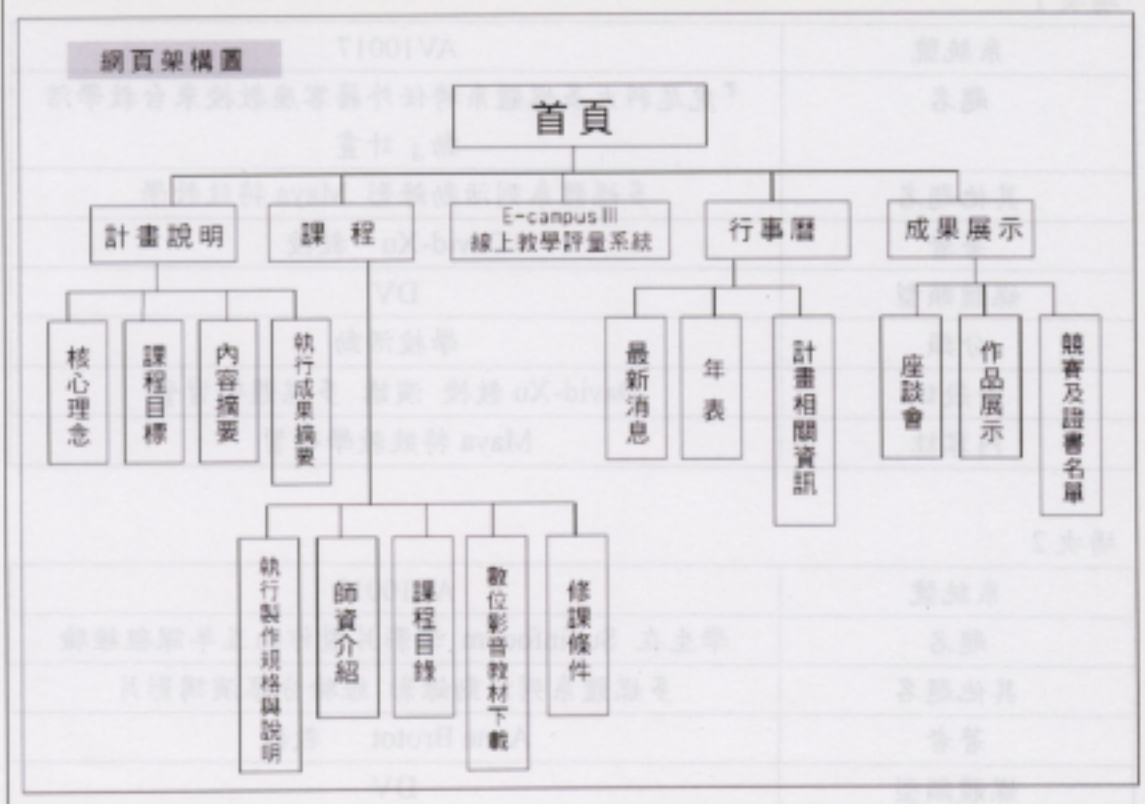 網頁架構圖
首頁
計畫說明
課程
E-campus III
線上教學評量系統
行事曆
成果展示
核心理念
課程目標
內容摘要
執行成果摘要
最新消息
年表
計畫相關資訊
座談會
作品展示
競賽及證書名單
執行製作規格與說明
師資介紹
課程目錄
數位影音教材下載
修課條件